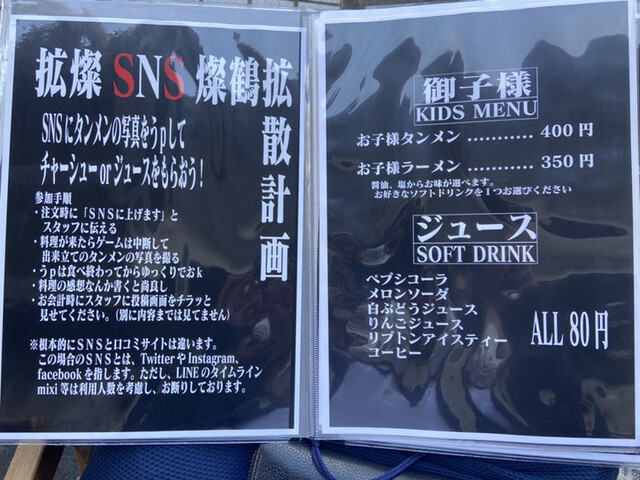 拡燦 SNS 燦鶴拡散計画
SNSにタンメンの写真をうpして
チャーシューorジュースをもらおう！
参加手順
・注文時に「SNSに上げます」と
スタッフに伝える
・料理が来たらゲームは中断して
出来立てのタンメンの写真を撮る
・うpは食べ終わってからゆっくりでおk
・料理の感想なんか書くと尚良し
・お会計時にスタッフに投稿画面をチラッと
見せてください。（別に内容までは見てません）
※根本的にSNSと口コミサイトは違います。
この場合のSNSとは、TwitterやInstagram、
facebookを指します。ただし、LINEのタイムライン
mixi等は利用人数を考慮し、お断りしております。
御子様
KIDS MENU
お子様タンメン ........... 400円
お子様ラーメン ........... 350円
醤油、塩からお味が選べます。
お好きなソフトドリンクを1つお選びください
ジュース
SOFT DRINK
ペプシコーラ
メロンソーダ
白ぶどうジュース
りんごジュース
リプトンアイスティー
コーヒー
ALL 80円